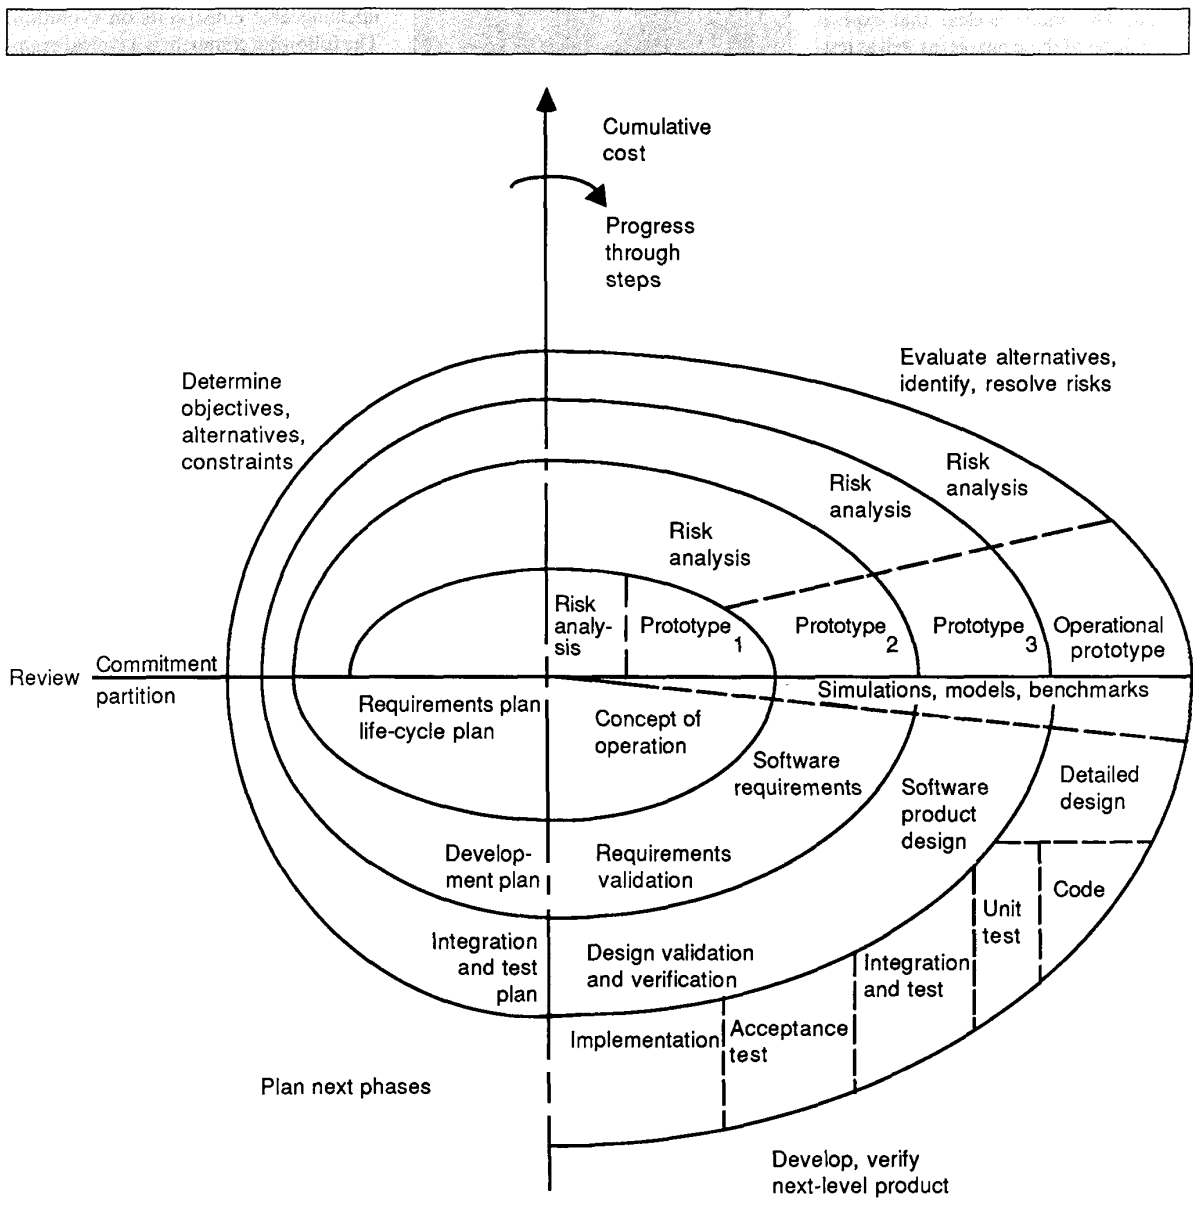 Cumulative
cost
Progress
through
steps
Evaluate alternatives,
identify, resolve risks
Determine
objectives,
alternatives,
constraints
Risk
analysis
Risk
analysis
Risk
analysis
Risk
analy-
sis
Prototype 1
Prototype 2
Prototype 3
Operational
prototype
Review
Commitment
partition
Simulations, models, benchmarks
Requirements plan
life-cycle plan
Concept of
operation
Software
requirements
Software
product
design
Detailed
design
Develop-
ment plan
Requirements
validation
Code
Unit
test
Integration
and test
plan
Design validation
and verification
Integration
and test
Acceptance
test
Implementation
Plan next phases
Develop, verify
next-level product